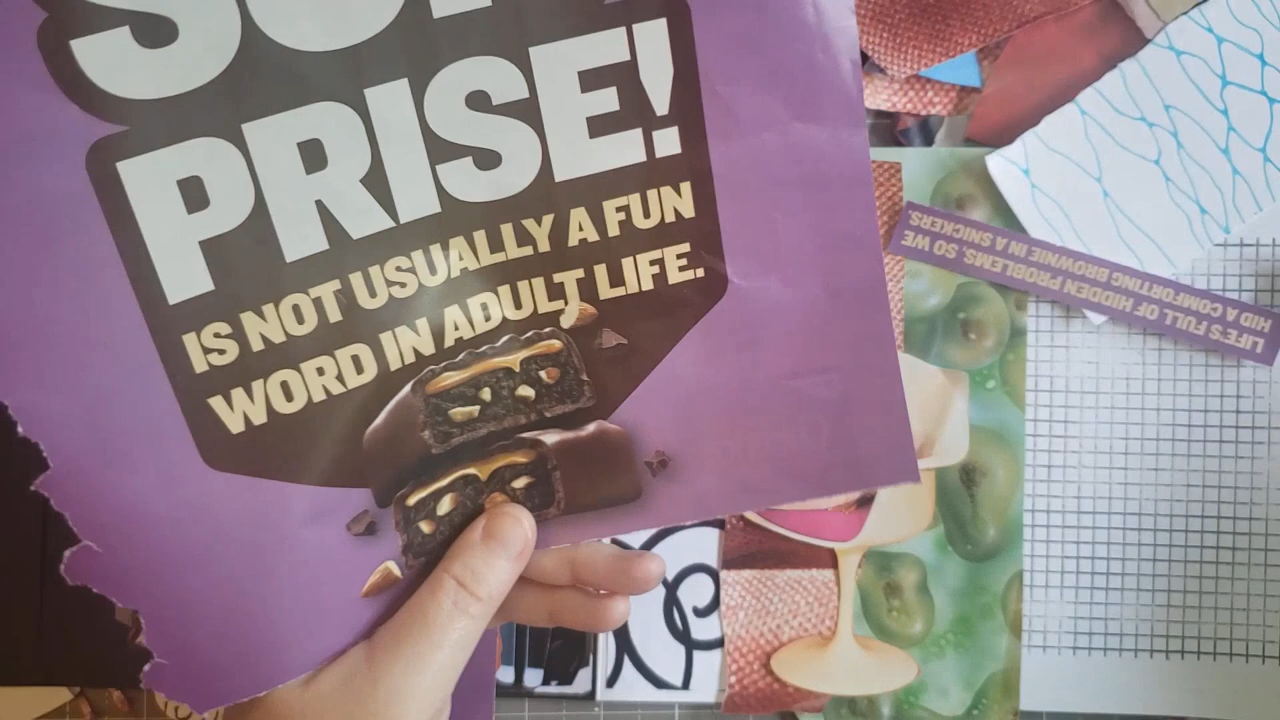 SUR
PRISE!
IS NOT USUALLY A FUN
WORD IN ADULT LIFE.
LIFE'S FULL OF HIDDEN PROBLEMS, SO WE
HID A COMFORTING BROWNIE IN A SNICKERS.